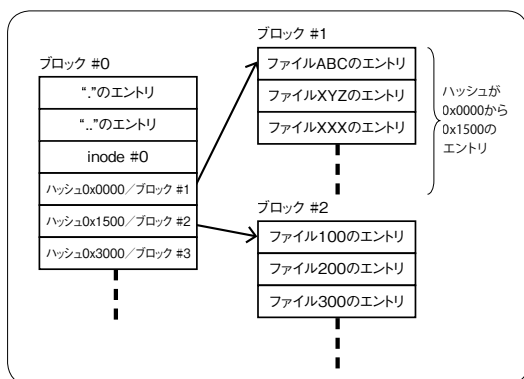 ブロック #0
“.”のエントリ
“..”のエントリ
inode #0
ハッシュ0x0000／ブロック #1
ハッシュ0x1500／ブロック #2
ハッシュ0x3000／ブロック #3
ブロック #1
ファイルABCのエントリ
ファイルXYZのエントリ
ファイルXXXのエントリ
ハッシュが
0x0000から
0x1500の
エントリ
ブロック #2
ファイル100のエントリ
ファイル200のエントリ
ファイル300のエントリ